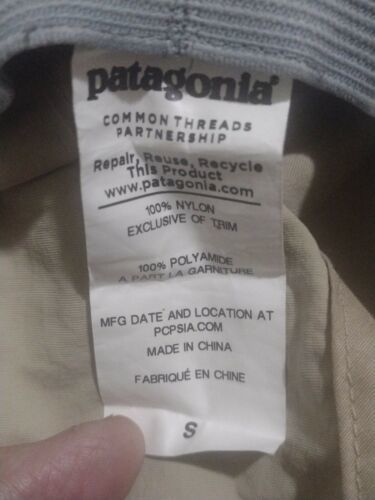 patagonia®
COMMON THREADS
PARTNERSHIP
Repair, Reuse, Recycle
This Product
www.patagonia.com
100% NYLON
EXCLUSIVE OF TRIM
100% POLYAMIDE
A PART LA GARNITURE
MFG DATE AND LOCATION AT
PCPSIA.COM
MADE IN CHINA
FABRIQUÉ EN CHINE
S